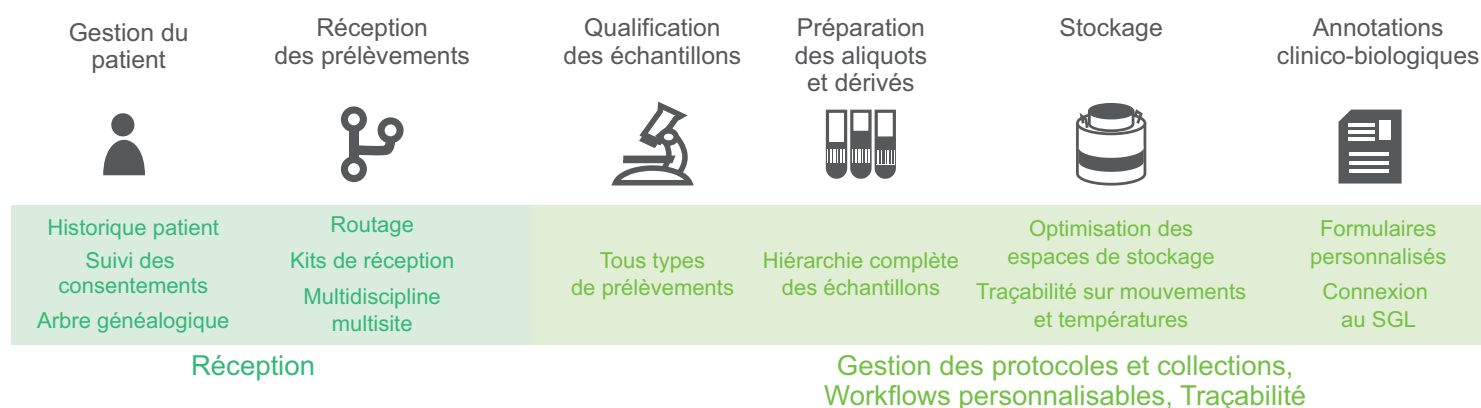 Gestion du
patient
Réception
des prélèvements
Qualification
des échantillons
Préparation
des aliquots
et dérivés
Stockage
Annotations
clinico-biologiques
Historique patient
Suivi des
consentements
Arbre généalogique
Routage
Kits de réception
Multidiscipline
multisite
Tous types
de prélèvements
Hiérarchie complète
des échantillons
Optimisation des
espaces de stockage
Traçabilité sur mouvements
et températures
Formulaires
personnalisés
Connexion
au SGL
Réception
Gestion des protocoles et collections,
Workflows personnalisables, Traçabilité